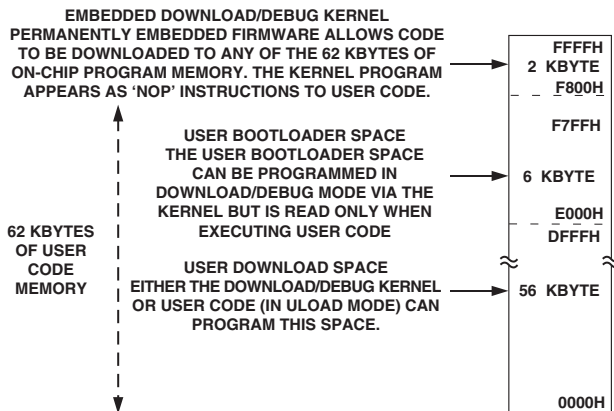 EMBEDDED DOWNLOAD/DEBUG KERNEL
PERMANENTLY EMBEDDED FIRMWARE ALLOWS CODE
TO BE DOWNLOADED TO ANY OF THE 62 KBYTES OF
ON-CHIP PROGRAM MEMORY. THE KERNEL PROGRAM
APPEARS AS ‘NOP’ INSTRUCTIONS TO USER CODE.
FFFFH
2 KBYTE
F800H
USER BOOTLOADER SPACE
THE USER BOOTLOADER SPACE
CAN BE PROGRAMMED IN
DOWNLOAD/DEBUG MODE VIA THE
KERNEL BUT IS READ ONLY WHEN
EXECUTING USER CODE
F7FFH
6 KBYTE
E000H
62 KBYTES
OF USER
CODE
MEMORY
USER DOWNLOAD SPACE
EITHER THE DOWNLOAD/DEBUG KERNEL
OR USER CODE (IN ULOAD MODE) CAN
PROGRAM THIS SPACE.
DFFFH
56 KBYTE
0000H